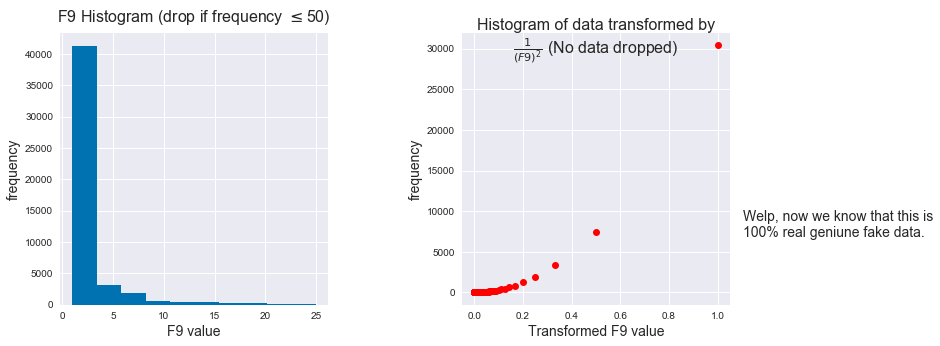 F9 Histogram (drop if frequency ≤ 50)
frequency
40000
35000
30000
25000
20000
15000
10000
5000
0
0 5 10 15 20 25
F9 value
Histogram of data transformed by
1/(F9)² (No data dropped)
frequency
30000
25000
20000
15000
10000
5000
0
0.0 0.2 0.4 0.6 0.8 1.0
Transformed F9 value
Welp, now we know that this is
100% real geniune fake data.